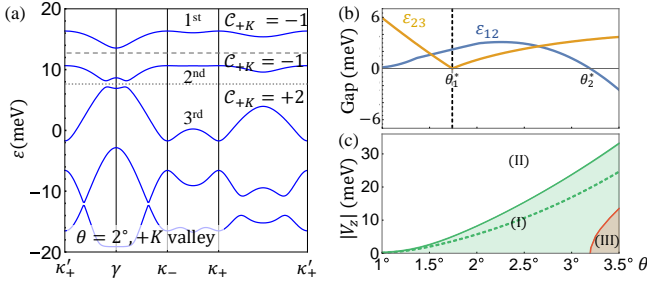 (a)
1st
C+K = −1
C+K = −1
2nd
C+K = +2
3rd
θ = 2°, +K valley
ε(meV)
20
10
0
−10
−20
κ′+
γ
κ−
κ+
κ′+
(b)
ε23
ε12
Gap (meV)
6
0
−6
θ1*
θ2*
(c)
(II)
(I)
(III)
|Vz| (meV)
30
20
10
0
1°
1.5°
2°
2.5°
3°
3.5°
θ